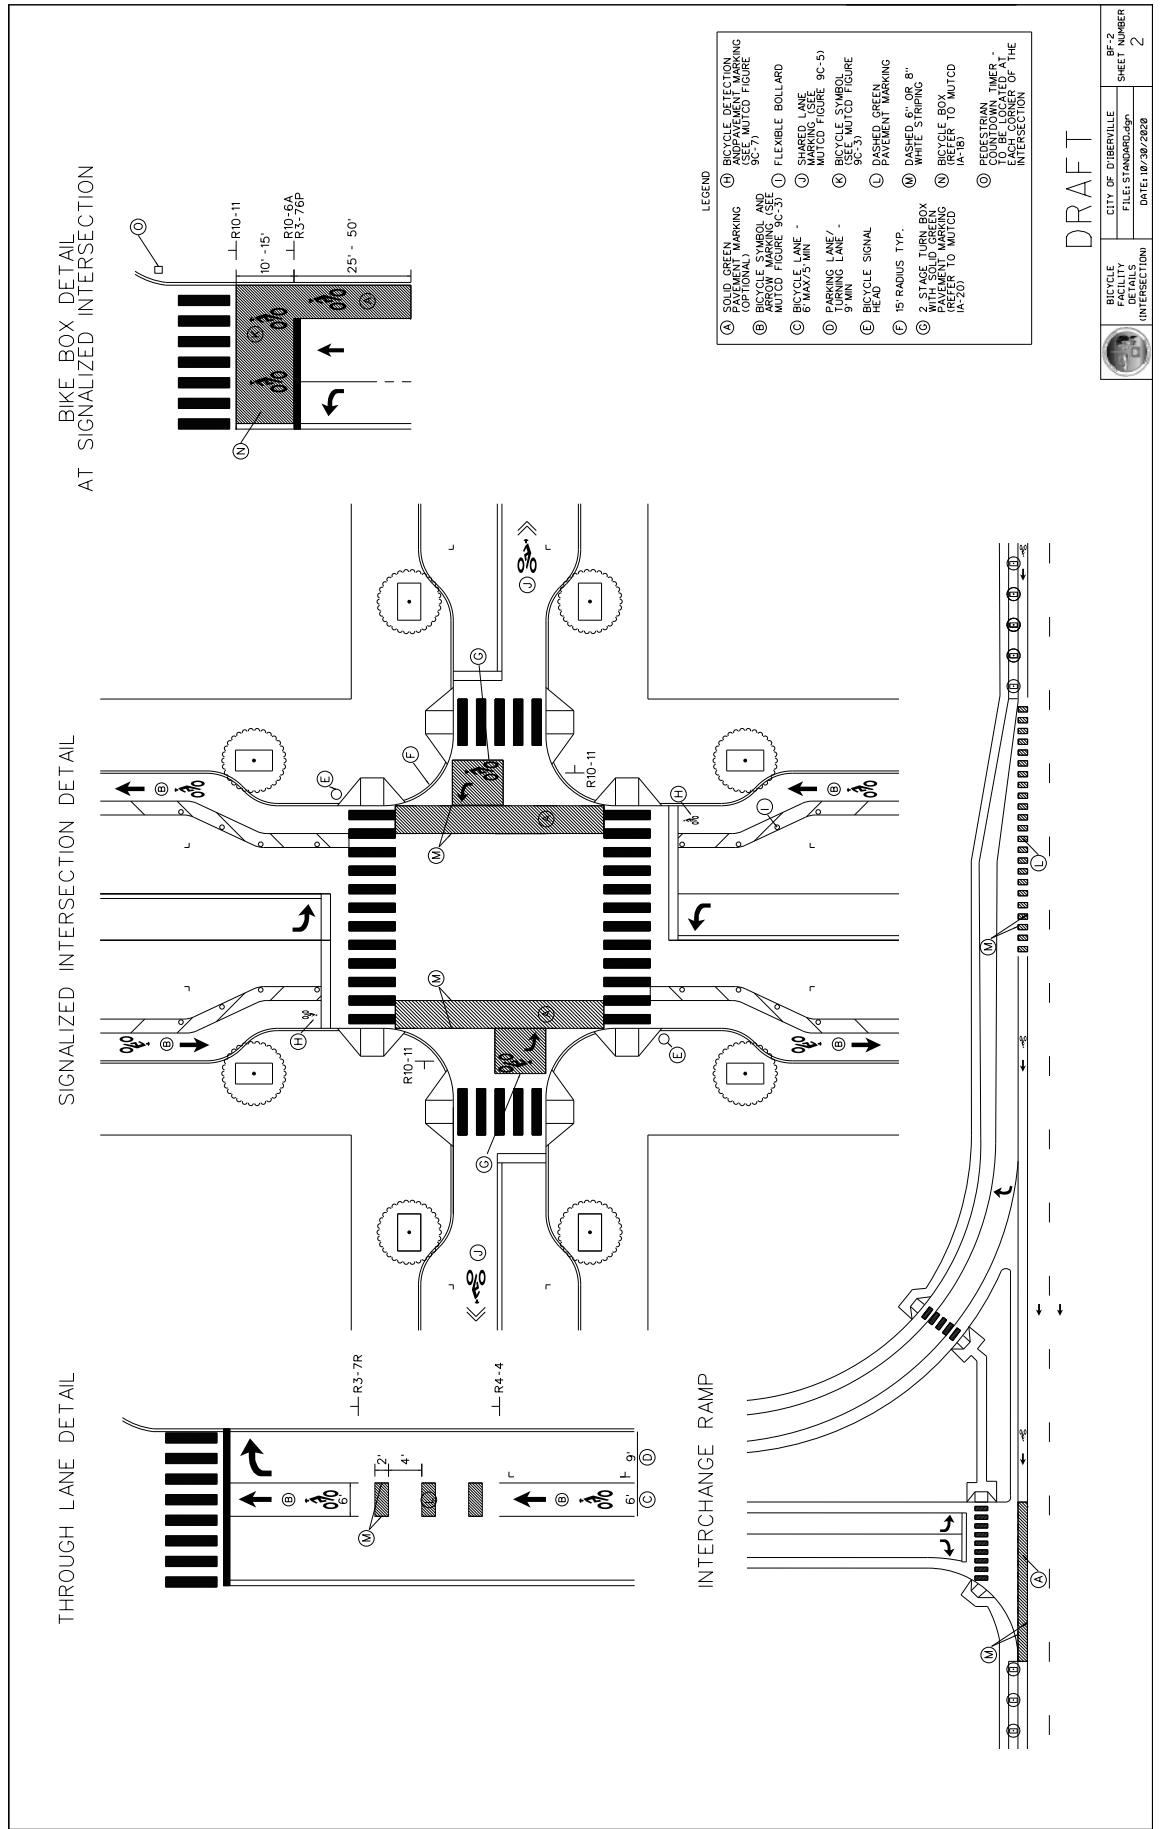 THROUGH LANE DETAIL
R3-7R
R4-4
2'
4'
6'
6'
9'
B
M
L
B
C
D
SIGNALIZED INTERSECTION DETAIL
B
B
H
E
R10-11
F
M
M
A
A
G
G
J
J
R10-11
E
H
I
B
B
BIKE BOX DETAIL
AT SIGNALIZED INTERSECTION
O
R10-11
10'-15'
R10-6A
R3-76P
25' - 50'
K
A
N
INTERCHANGE RAMP
B
B
B
M
A
M
L
B
B
B
B
B
LEGEND
A SOLID GREEN
PAVEMENT MARKING
(OPTIONAL)
B BICYCLE SYMBOL AND
ARROW MARKING (SEE
MUTCD FIGURE 9C-3)
C BICYCLE LANE -
6' MAX/5' MIN
D PARKING LANE/
TURNING LANE -
9' MIN
E BICYCLE SIGNAL
HEAD
F 15' RADIUS TYP.
G 2 STAGE TURN BOX
WITH SOLID GREEN
PAVEMENT MARKING
(REFER TO MUTCD
IA-20)
H BICYCLE DETECTION
ANDPAVEMENT MARKING
(SEE MUTCD FIGURE
9C-7)
I FLEXIBLE BOLLARD
J SHARED LANE
MARKING (SEE
MUTCD FIGURE 9C-5)
K BICYCLE SYMBOL
(SEE MUTCD FIGURE
9C-3)
L DASHED GREEN
PAVEMENT MARKING
M DASHED 6" OR 8"
WHITE STRIPING
N BICYCLE BOX
(REFER TO MUTCD
IA-18)
O PEDESTRIAN
COUNTDOWN TIMER -
TO BE LOCATED AT
EACH CORNER OF THE
INTERSECTION
DRAFT
BICYCLE
FACILITY
DETAILS
(INTERSECTION)
CITY OF D'IBERVILLE
FILE: STANDARD.dgn
DATE: 10/30/2020
BF-2
SHEET NUMBER
2